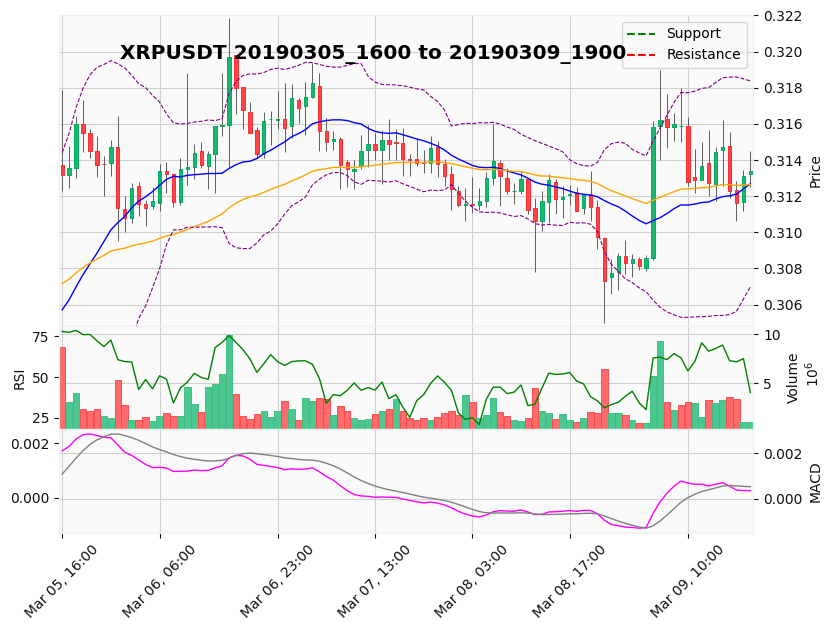 XRPUSDT 20190305_1600 to 20190309_1900
Support
Resistance
0.322
0.320
0.318
0.316
0.314
0.312
0.310
0.308
0.306
Price
75
50
25
RSI
10
5
Volume
10^6
0.002
0.000
0.002
0.000
MACD
Mar 05, 16:00
Mar 06, 06:00
Mar 06, 23:00
Mar 07, 13:00
Mar 08, 03:00
Mar 08, 17:00
Mar 09, 10:00